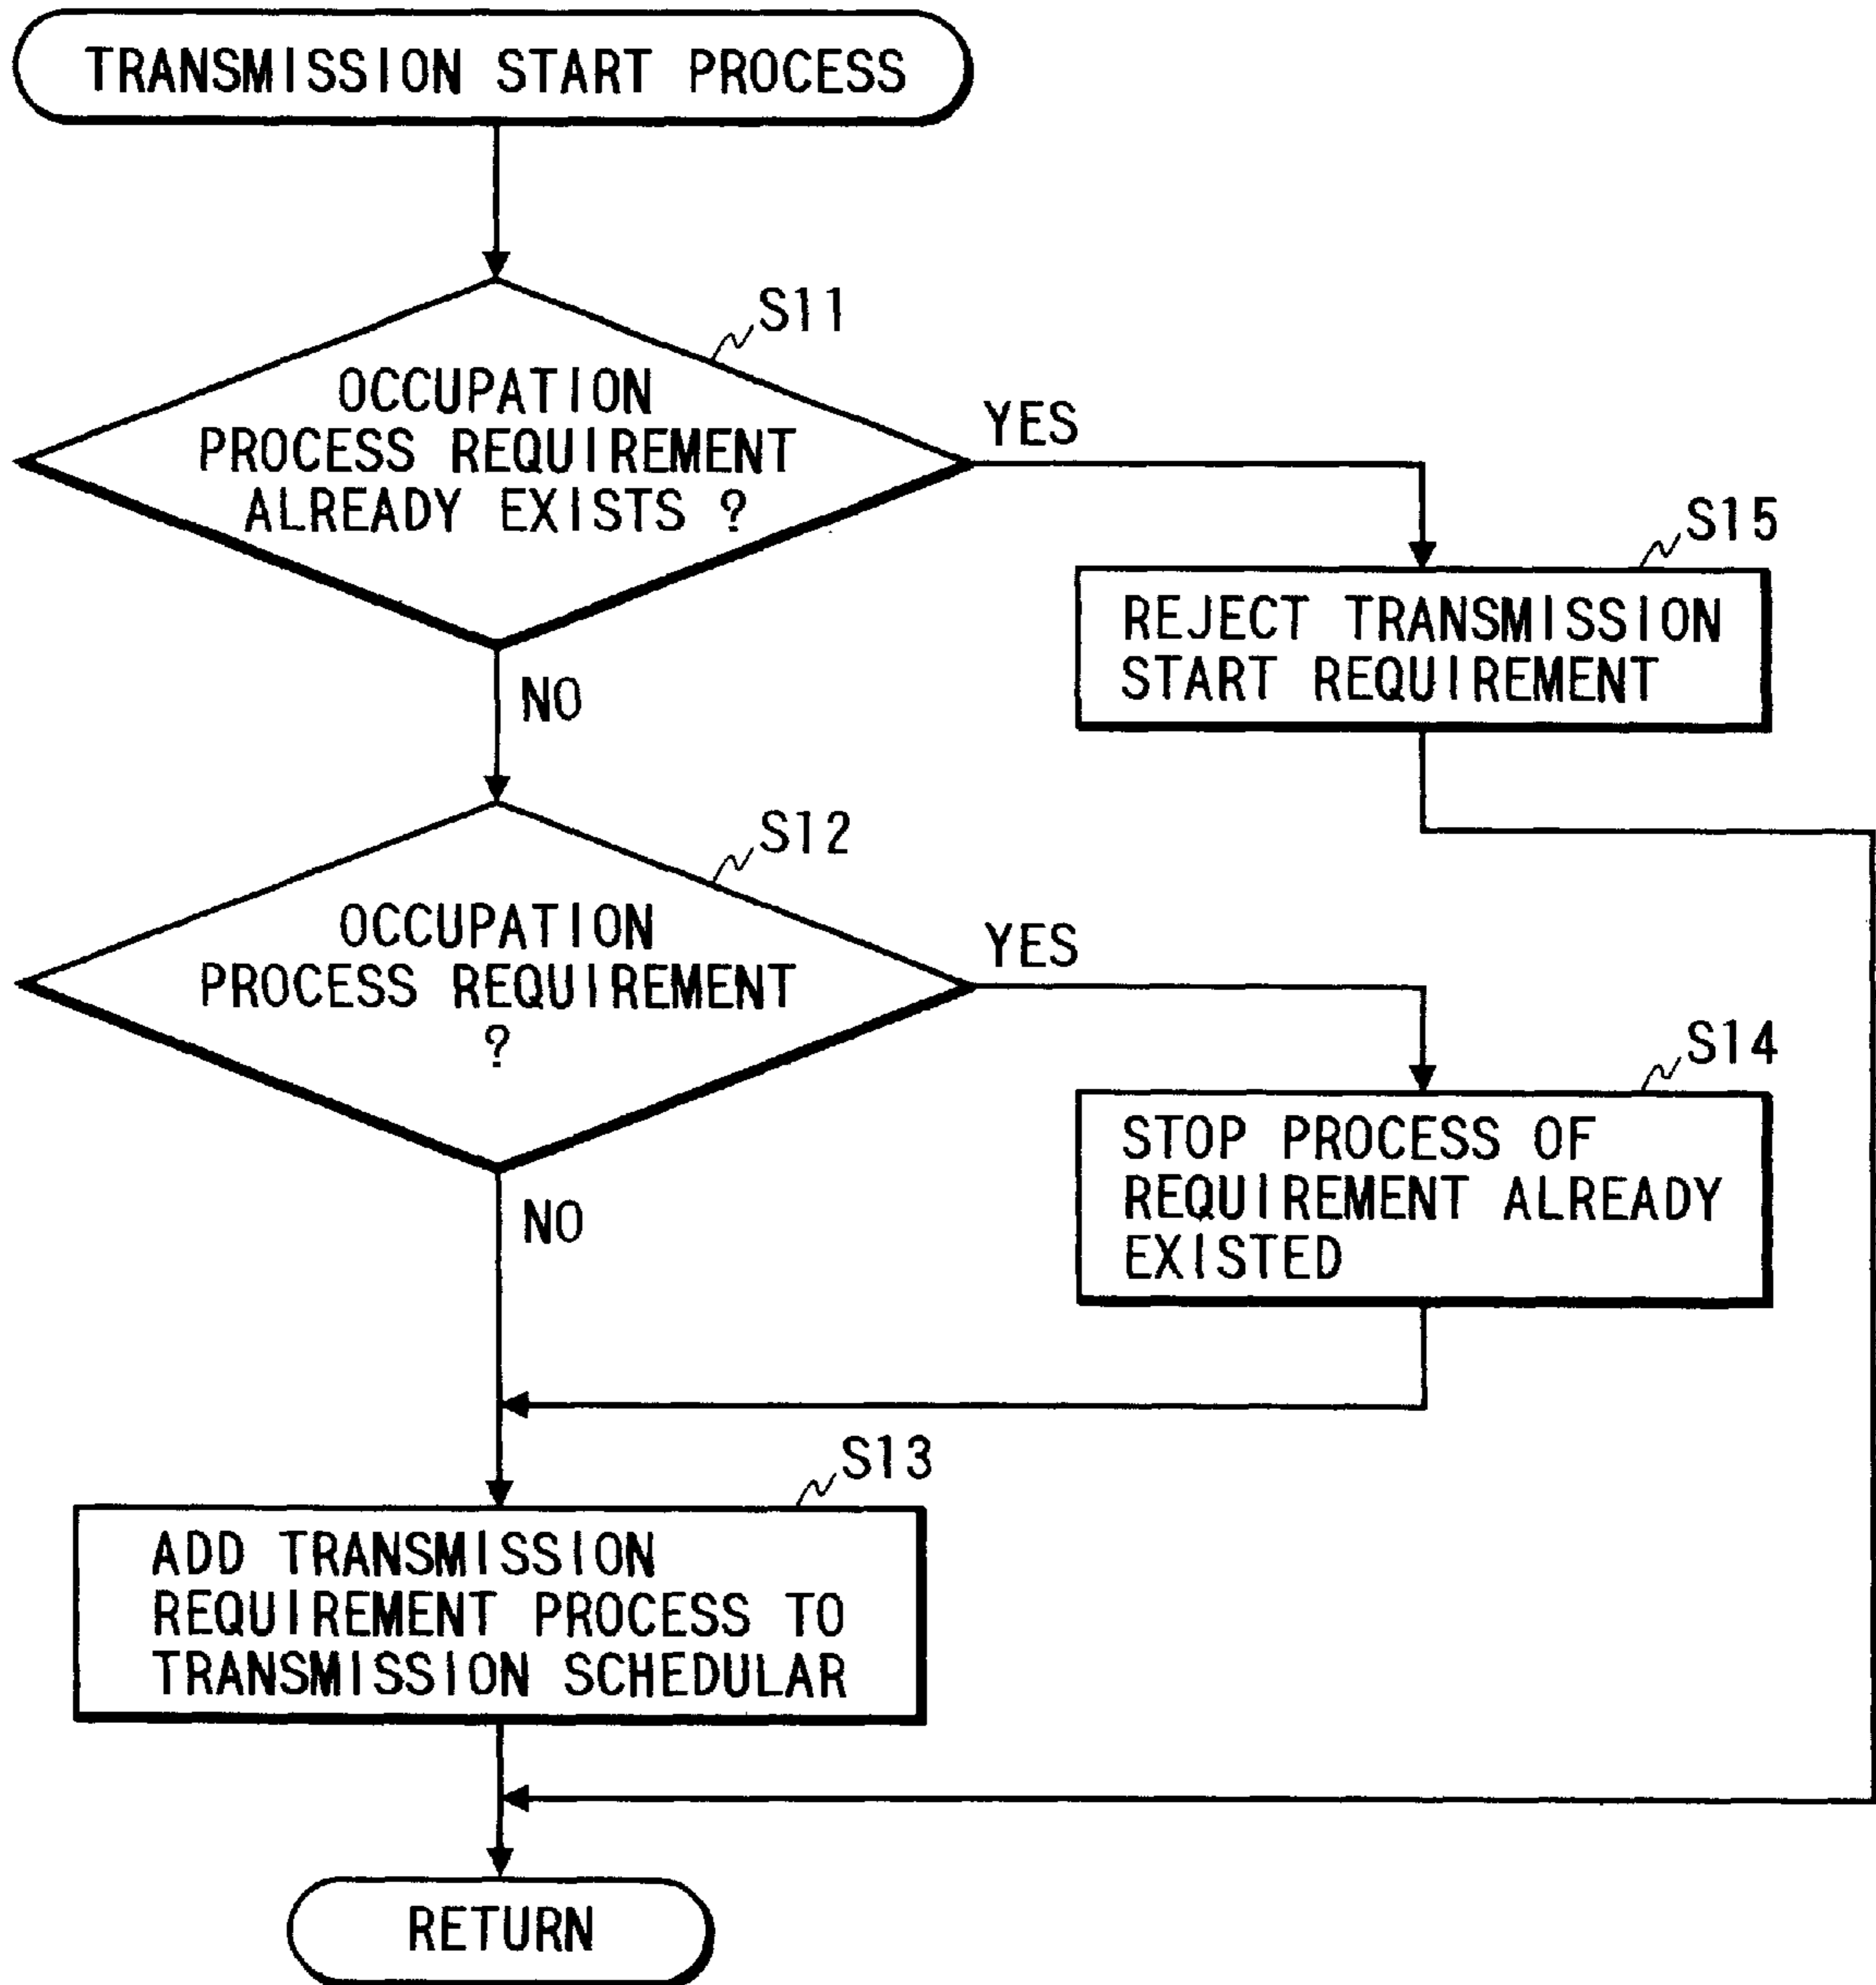 TRANSMISSION START PROCESS
S11
OCCUPATION
PROCESS REQUIREMENT
ALREADY EXISTS ?
YES
NO
S15
REJECT TRANSMISSION
START REQUIREMENT
S12
OCCUPATION
PROCESS REQUIREMENT
?
YES
NO
S14
STOP PROCESS OF
REQUIREMENT ALREADY
EXISTED
S13
ADD TRANSMISSION
REQUIREMENT PROCESS TO
TRANSMISSION SCHEDULAR
RETURN